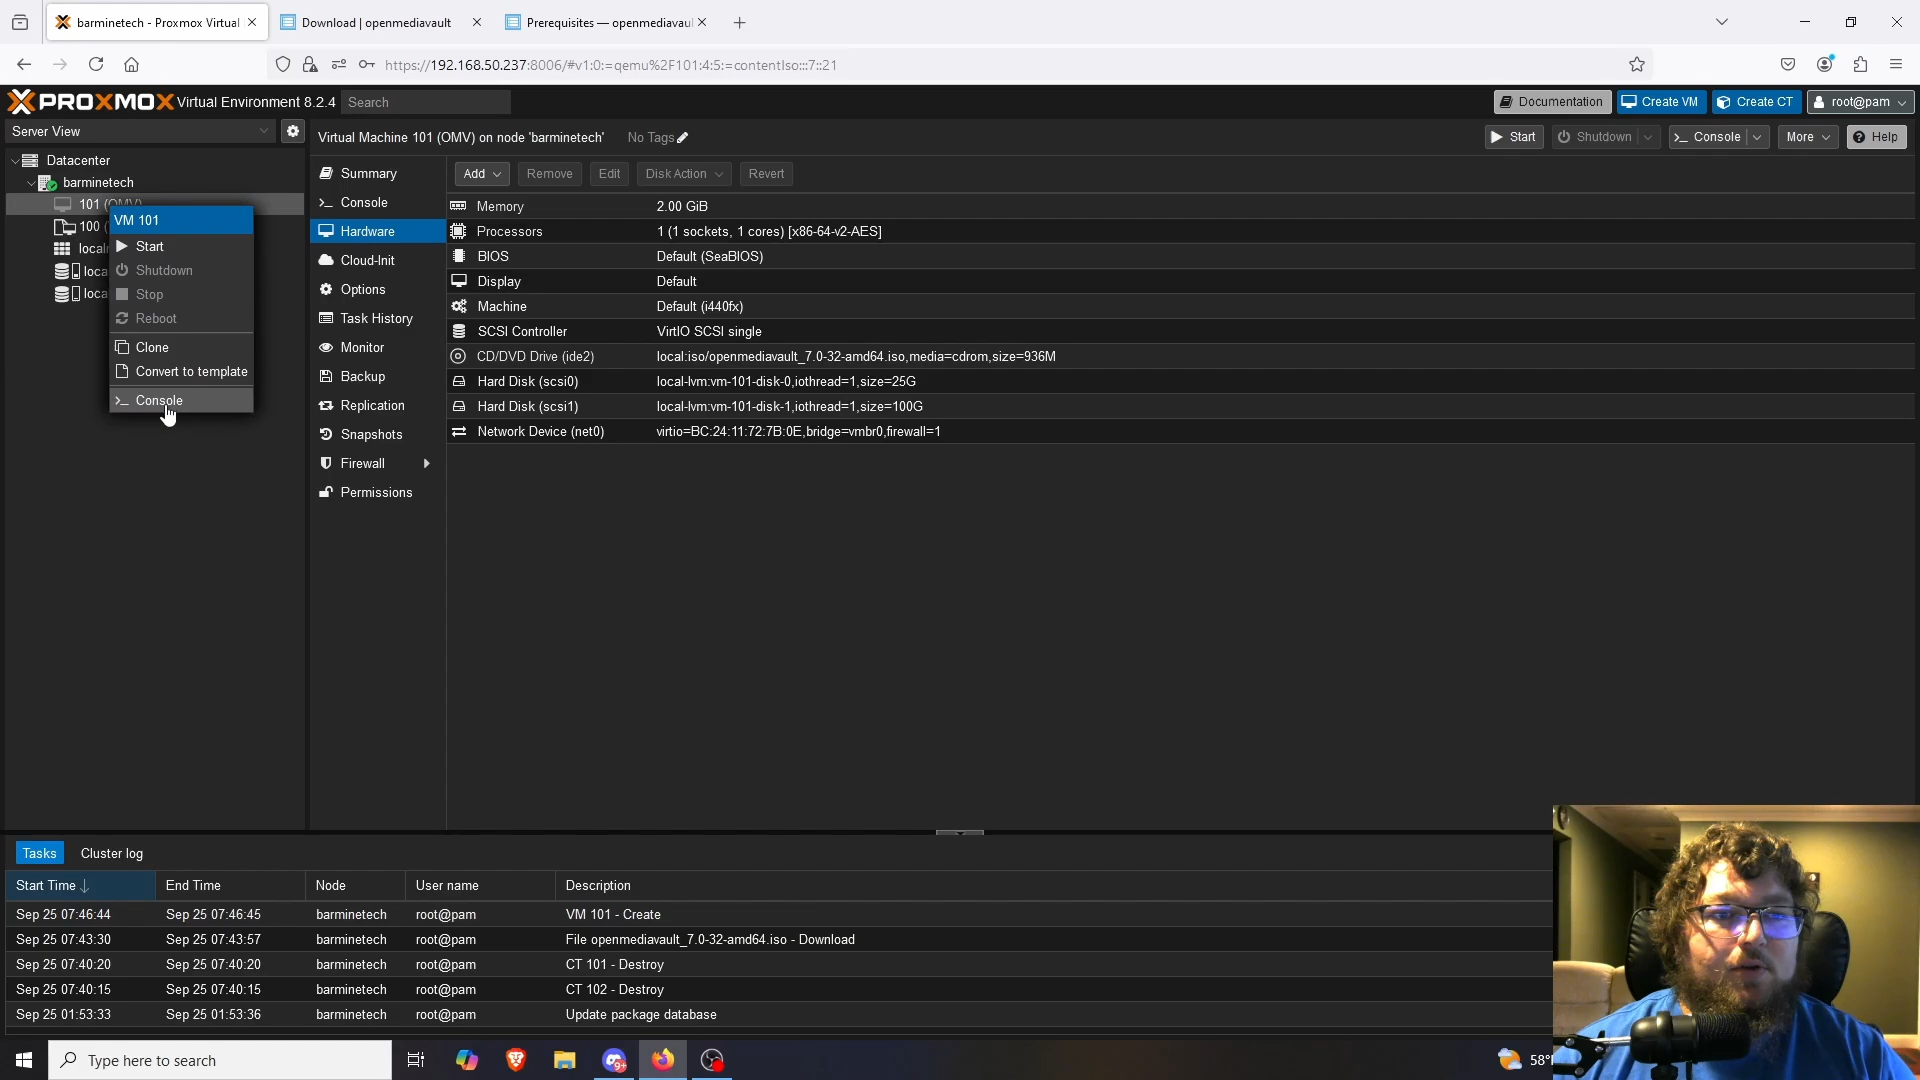 barminetech - Proxmox Virtual
Download | openmediavault
Prerequisites — openmediavau
https://192.168.50.237:8006/#v1:0:=qemu%2F101:4:5:=contentIso:::7::21
PROXMOX Virtual Environment 8.2.4
Search
Documentation
Create VM
Create CT
root@pam
Server View
Virtual Machine 101 (OMV) on node 'barminetech'
No Tags
Start
Shutdown
Console
More
Help
Datacenter
barminetech
101 (OMV)
100 (
localn
loca
loca
VM 101
Start
Shutdown
Stop
Reboot
Clone
Convert to template
Console
Summary
Console
Hardware
Cloud-Init
Options
Task History
Monitor
Backup
Replication
Snapshots
Firewall
Permissions
Add
Remove
Edit
Disk Action
Revert
Memory 2.00 GiB
Processors 1 (1 sockets, 1 cores) [x86-64-v2-AES]
BIOS Default (SeaBIOS)
Display Default
Machine Default (i440fx)
SCSI Controller VirtIO SCSI single
CD/DVD Drive (ide2) local:iso/openmediavault_7.0-32-amd64.iso,media=cdrom,size=936M
Hard Disk (scsi0) local-lvm:vm-101-disk-0,iothread=1,size=25G
Hard Disk (scsi1) local-lvm:vm-101-disk-1,iothread=1,size=100G
Network Device (net0) virtio=BC:24:11:72:7B:0E,bridge=vmbr0,firewall=1
Tasks
Cluster log
Start Time End Time Node User name Description
Sep 25 07:46:44 Sep 25 07:46:45 barminetech root@pam VM 101 - Create
Sep 25 07:43:30 Sep 25 07:43:57 barminetech root@pam File openmediavault_7.0-32-amd64.iso - Download
Sep 25 07:40:20 Sep 25 07:40:20 barminetech root@pam CT 101 - Destroy
Sep 25 07:40:15 Sep 25 07:40:15 barminetech root@pam CT 102 - Destroy
Sep 25 01:53:33 Sep 25 01:53:36 barminetech root@pam Update package database
Type here to search
58°